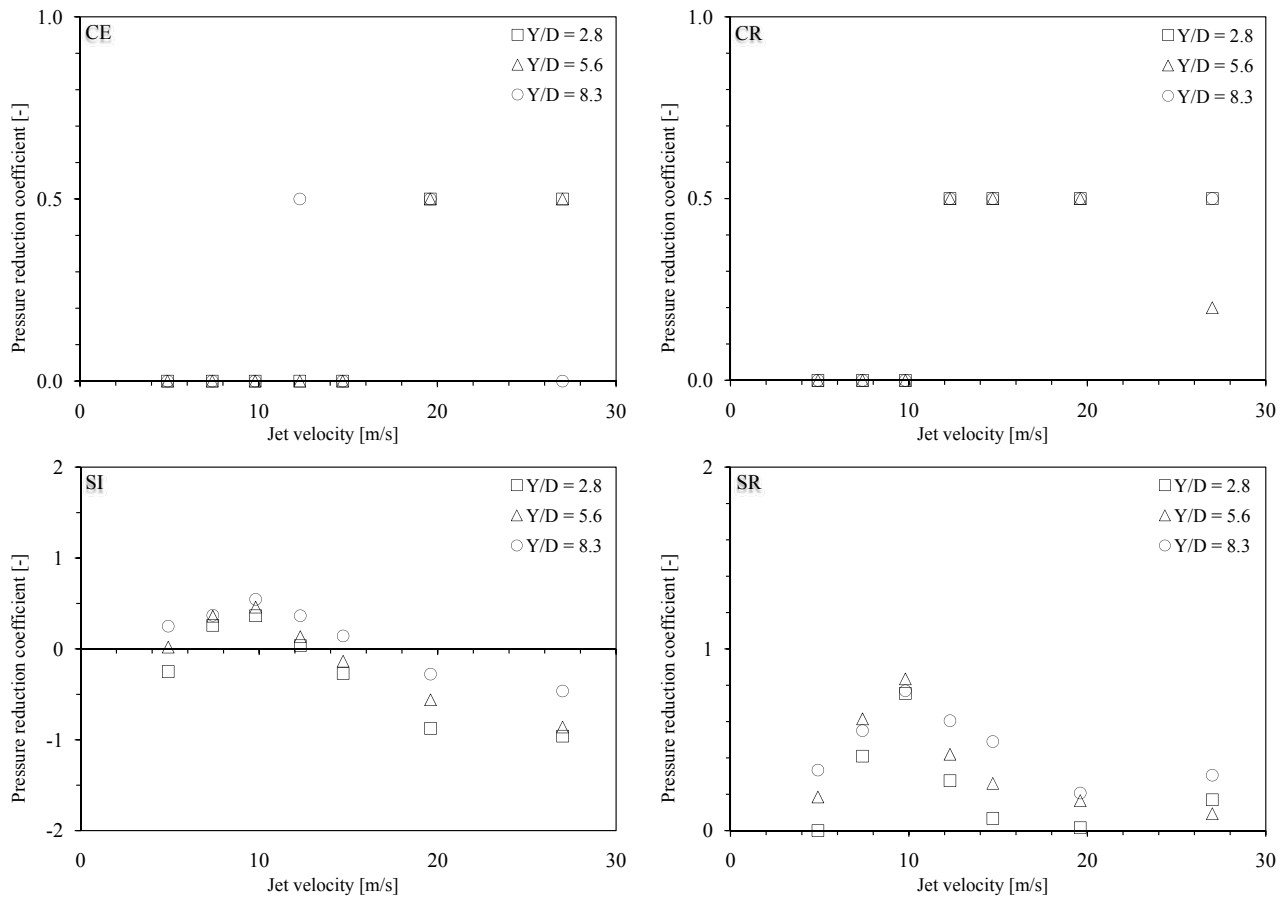 CE
Y/D = 2.8
Y/D = 5.6
Y/D = 8.3
Pressure reduction coefficient [-]
1.0
0.5
0.0
0 10 20 30
Jet velocity [m/s]
CR
Y/D = 2.8
Y/D = 5.6
Y/D = 8.3
Pressure reduction coefficient [-]
1.0
0.5
0.0
0 10 20 30
Jet velocity [m/s]
SI
Y/D = 2.8
Y/D = 5.6
Y/D = 8.3
Pressure reduction coefficient [-]
2
1
0
-1
-2
0 10 20 30
Jet velocity [m/s]
SR
Y/D = 2.8
Y/D = 5.6
Y/D = 8.3
Pressure reduction coefficient [-]
2
1
0
0 10 20 30
Jet velocity [m/s]